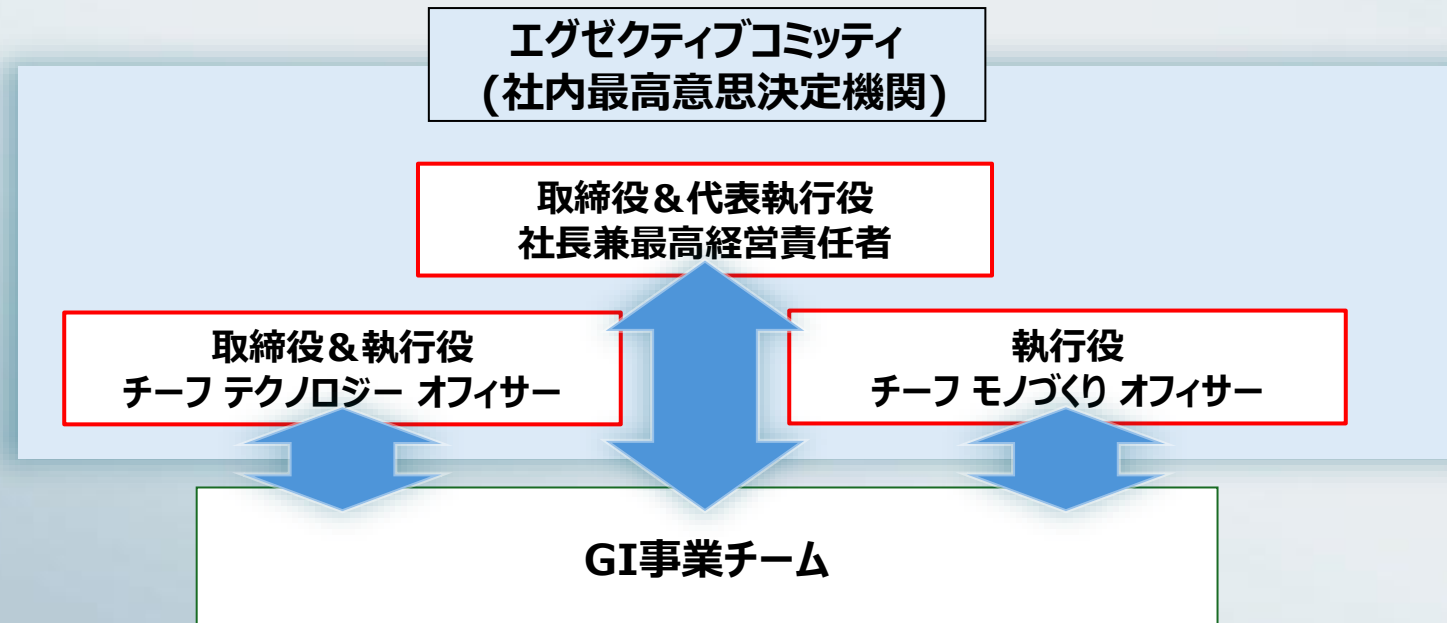 エグゼクティブコミッティ
(社内最高意思決定機関)
取締役＆代表執行役
社長兼最高経営責任者
取締役＆執行役
チーフ テクノロジー オフィサー
執行役
チーフ モノづくり オフィサー
GI事業チーム